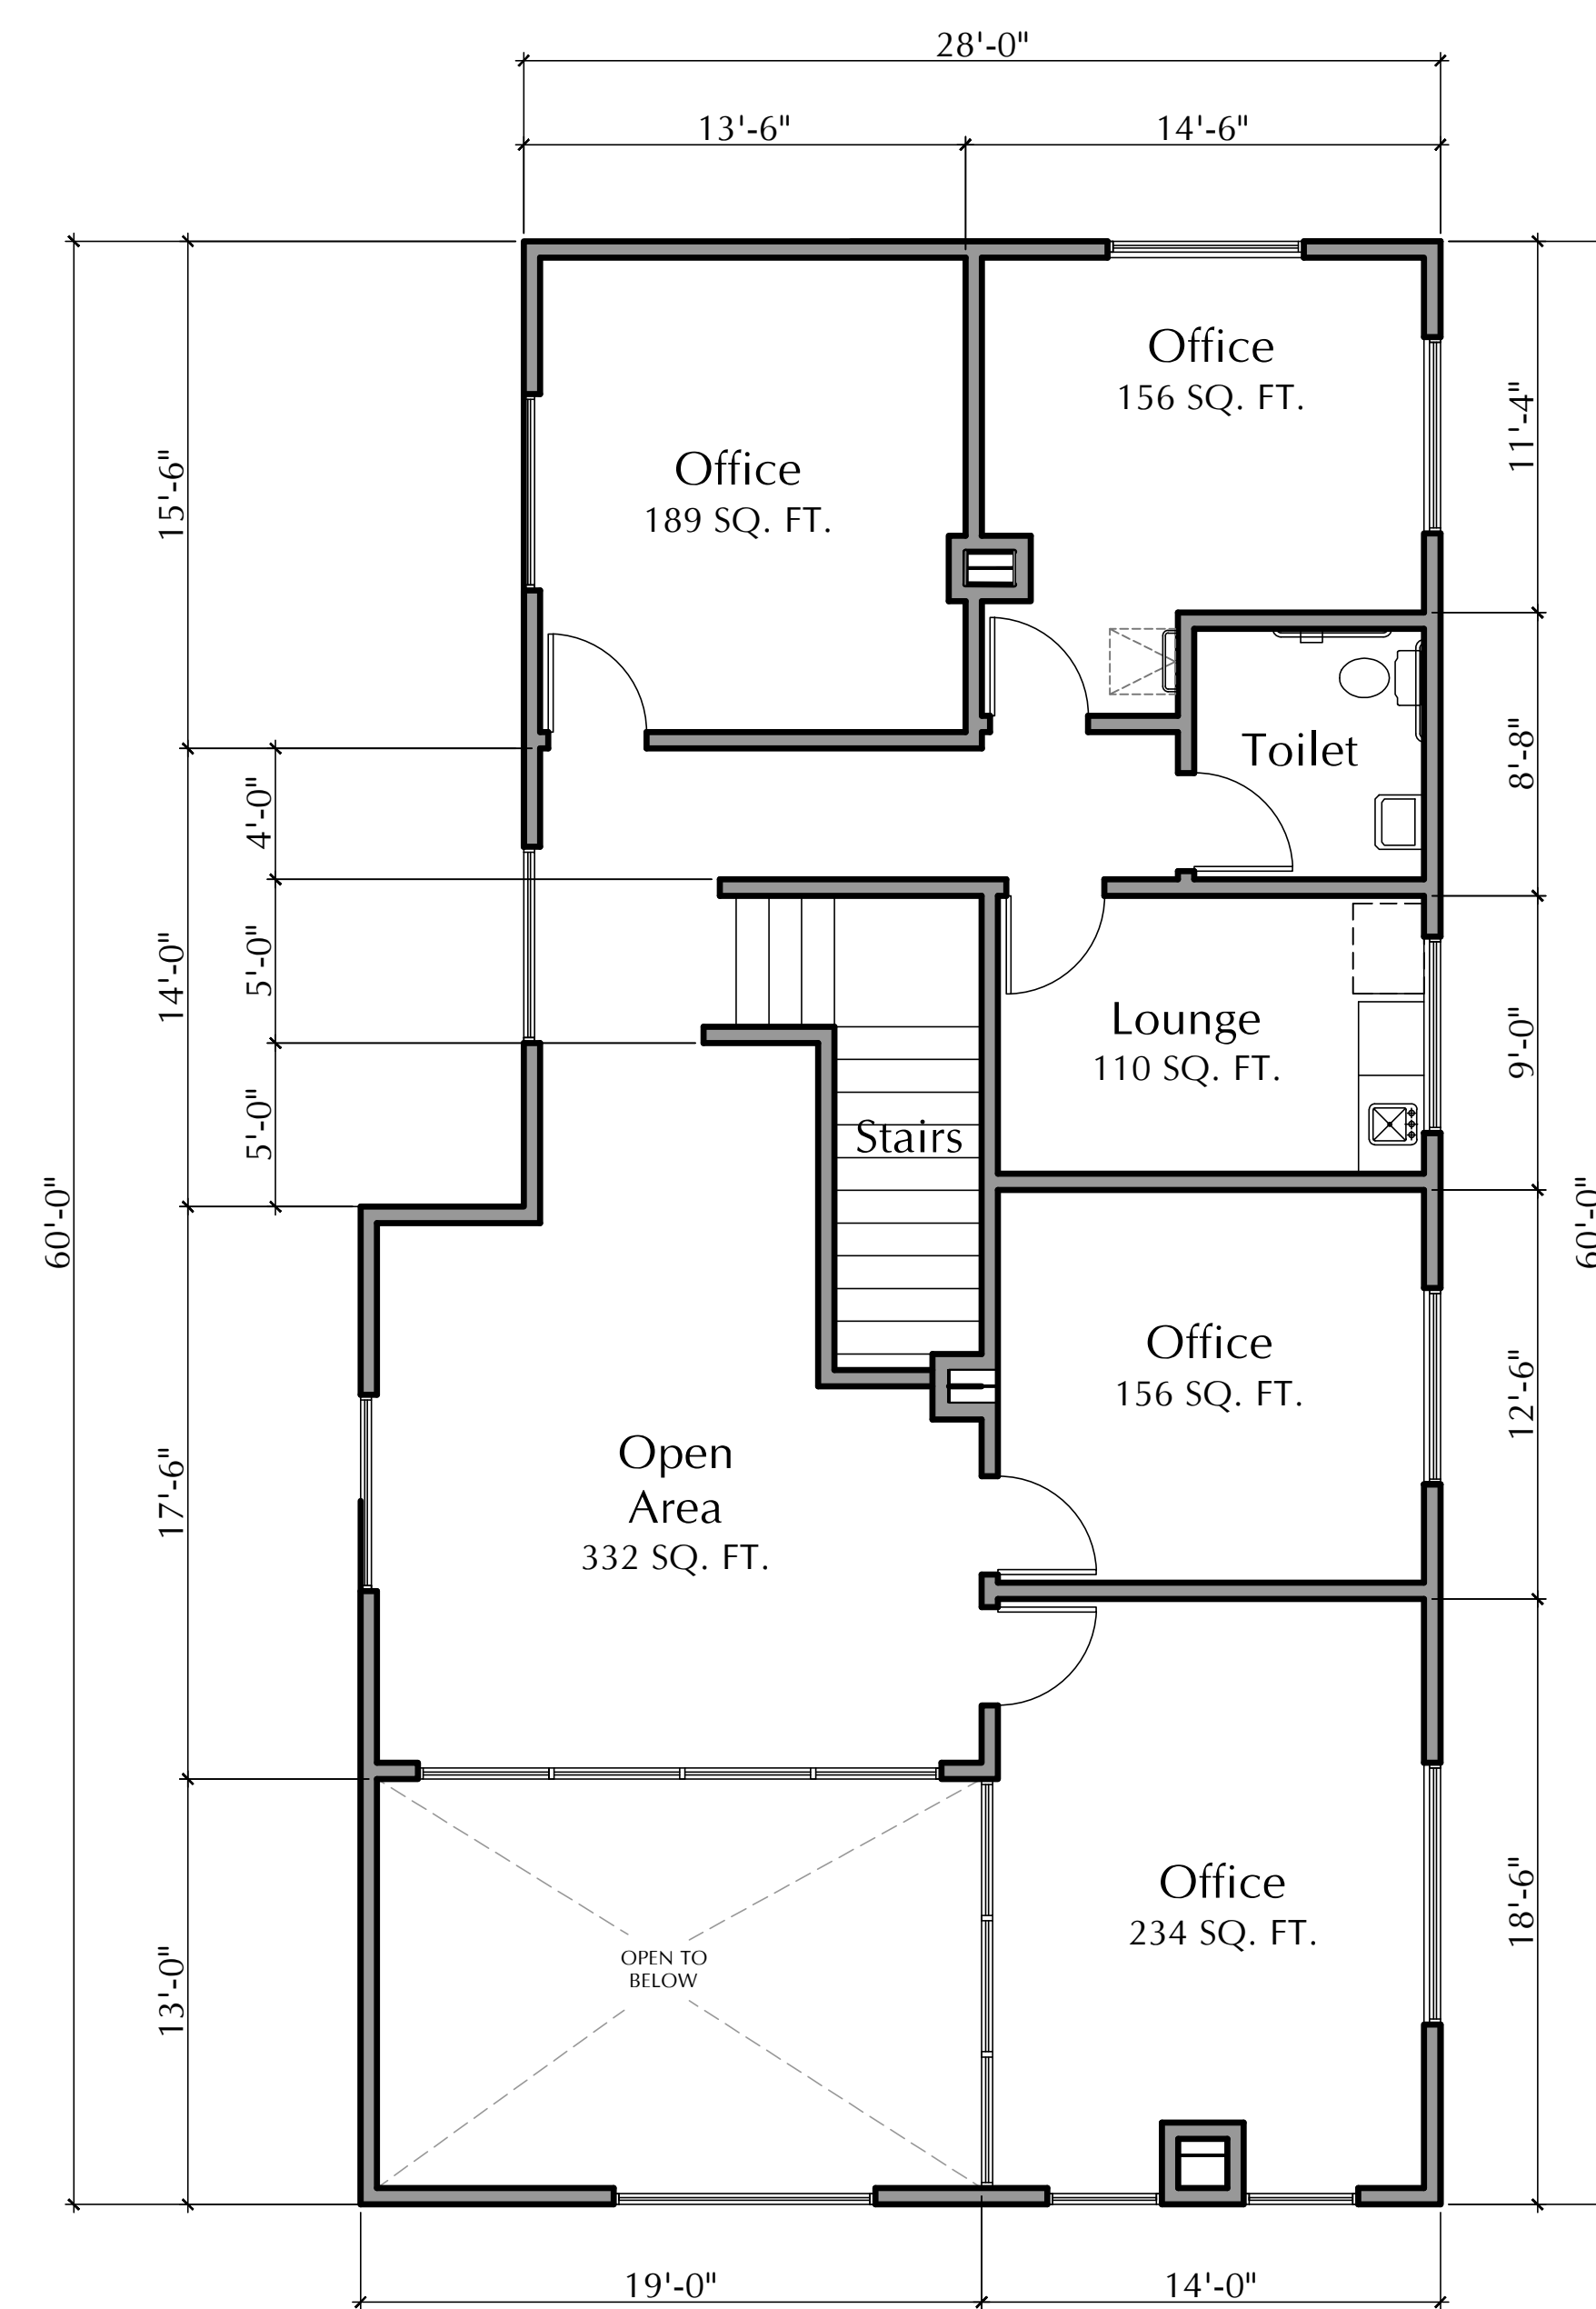 28'-0"
13'-6"
14'-6"
Office
156 SQ. FT.
11'-4"
Office
189 SQ. FT.
15'-6"
Toilet
8'-8"
4'-0"
5'-0"
14'-0"
Lounge
110 SQ. FT.
9'-0"
Stairs
5'-0"
60'-0"
60'-0"
Office
156 SQ. FT.
12'-6"
Open
Area
332 SQ. FT.
17'-6"
Office
234 SQ. FT.
18'-6"
OPEN TO
BELOW
13'-0"
19'-0"
14'-0"